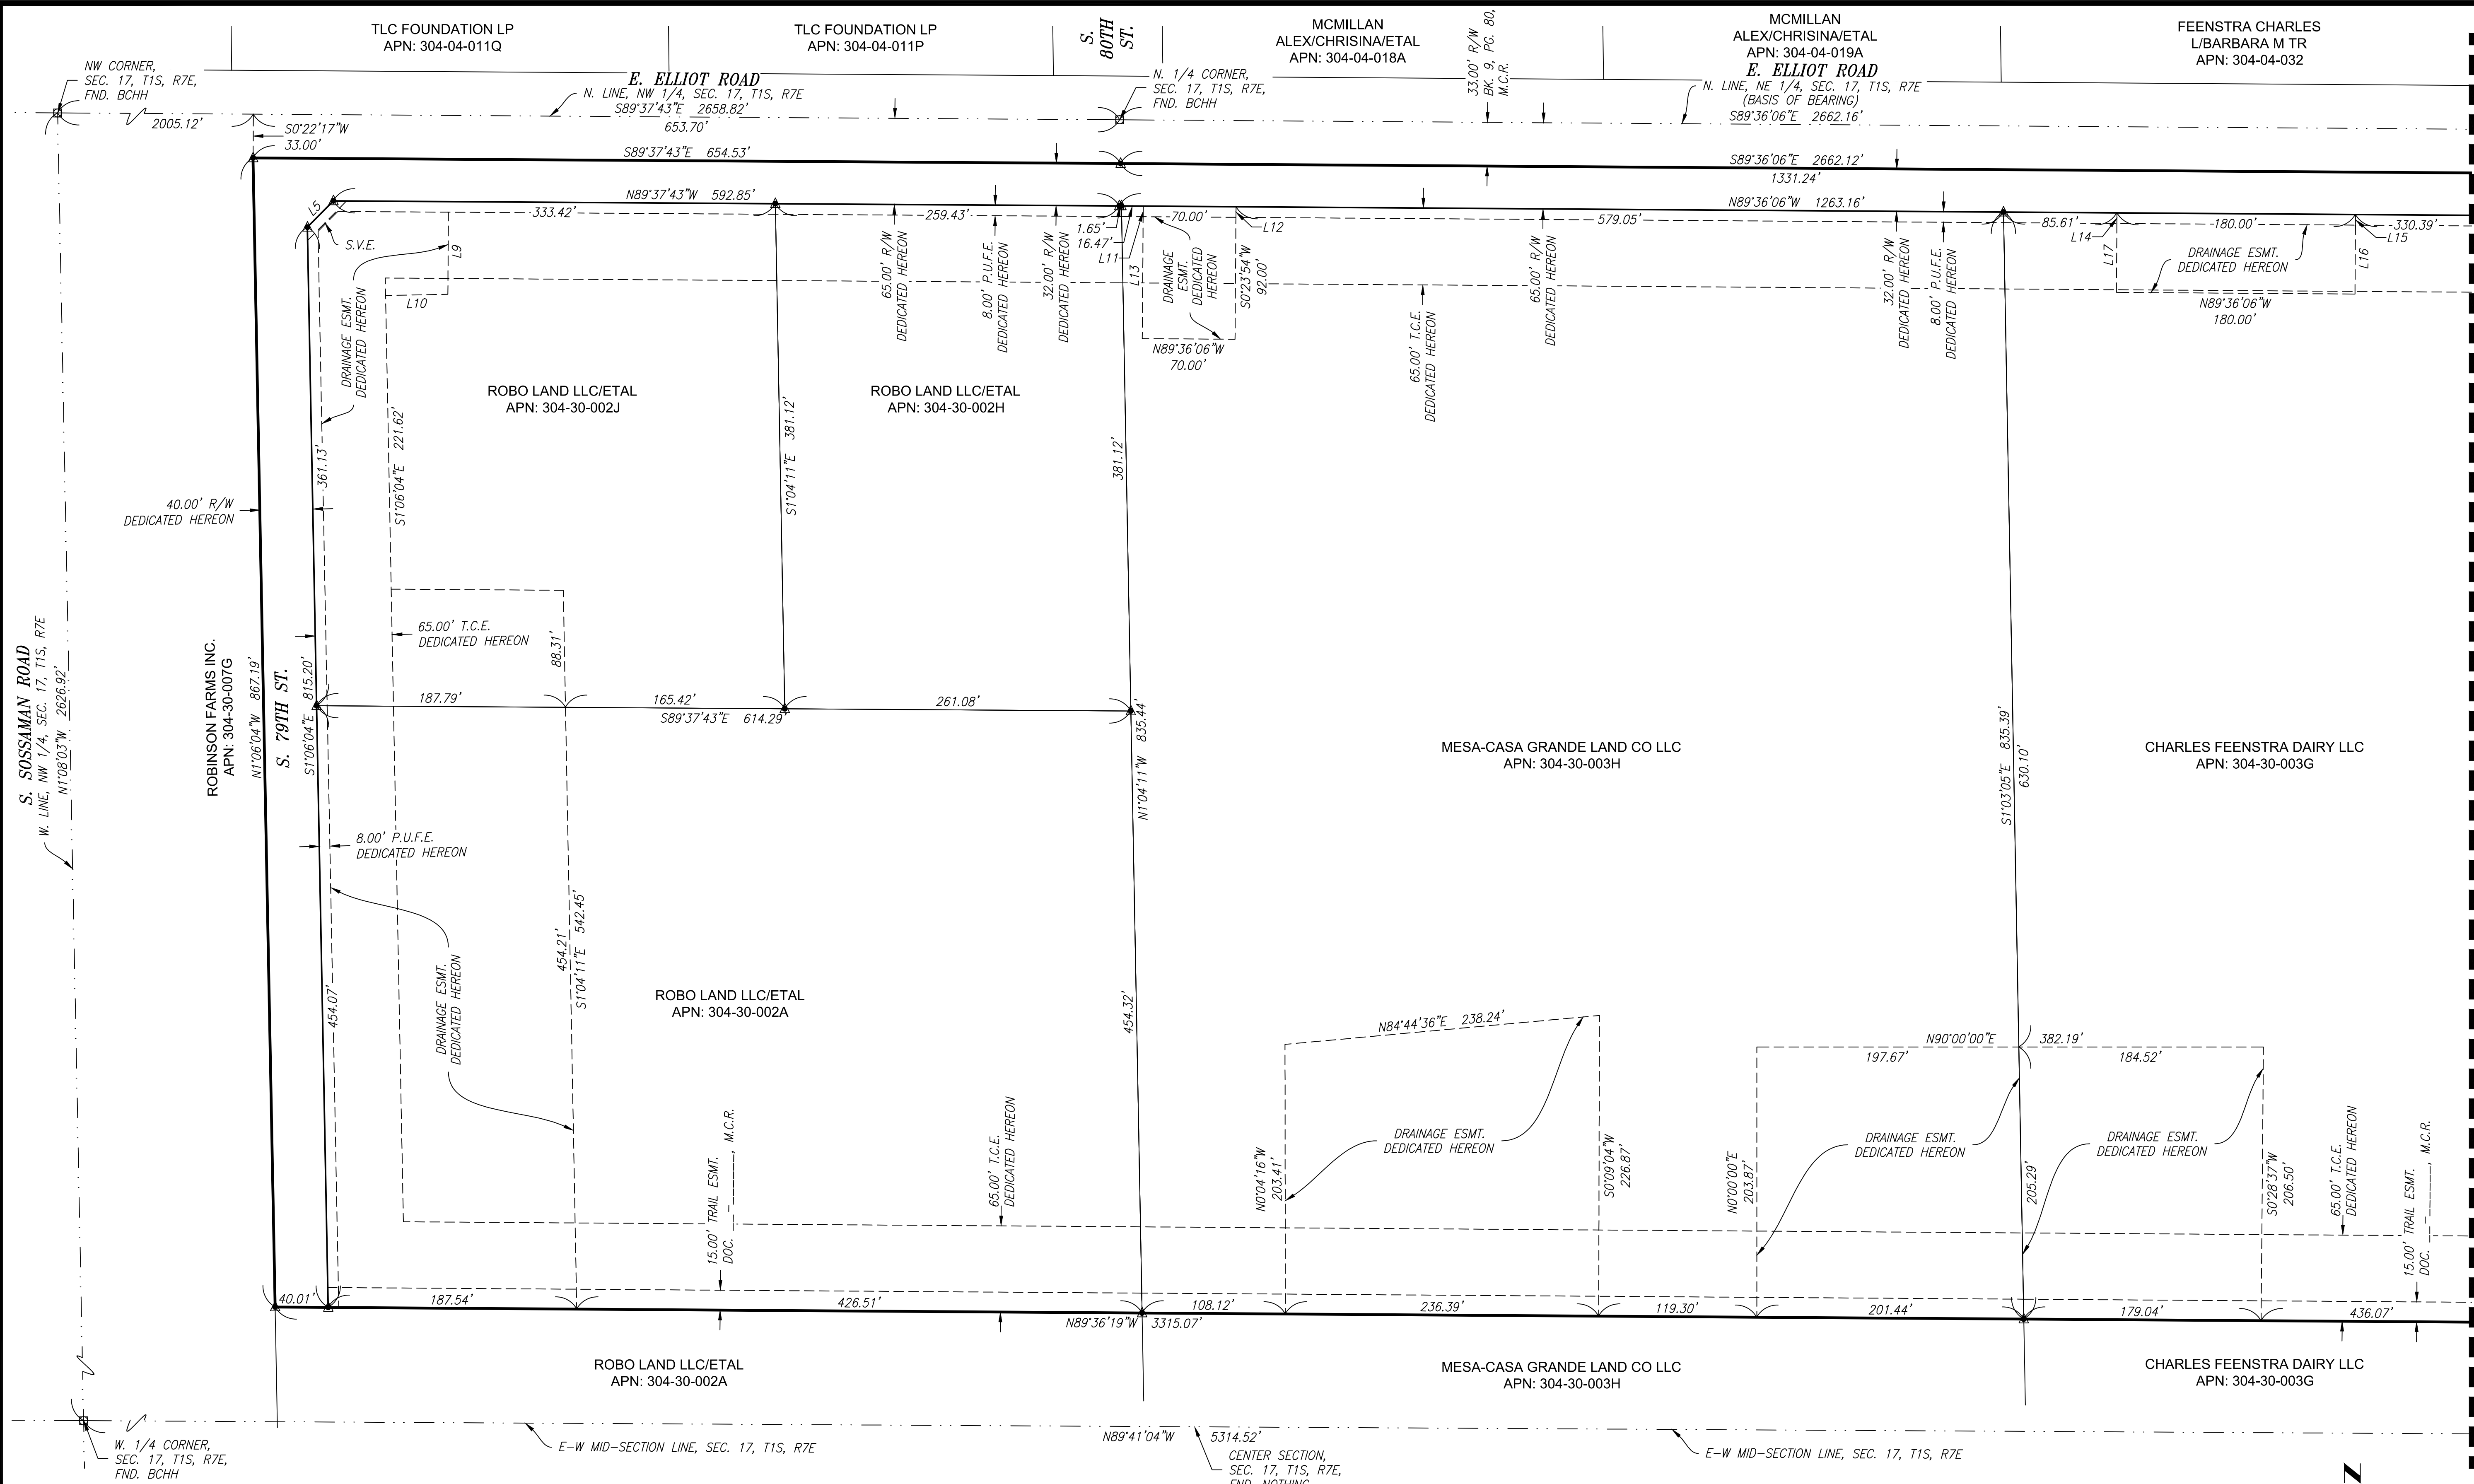 TLC FOUNDATION LP
APN: 304-04-011Q
TLC FOUNDATION LP
APN: 304-04-011P
S.
80TH
ST.
MCMILLAN
ALEX/CHRISINA/ETAL
APN: 304-04-018A
33.00' R/W
BK. 9, PG. 80,
M.C.R.
MCMILLAN
ALEX/CHRISINA/ETAL
APN: 304-04-019A
E. ELLIOT ROAD
FEENSTRA CHARLES
L/BARBARA M TR
APN: 304-04-032
NW CORNER,
SEC. 17, T1S, R7E,
FND. BCHH
E. ELLIOT ROAD
N. LINE, NW 1/4, SEC. 17, T1S, R7E
S89°37'43"E 2658.82'
653.70'
N. 1/4 CORNER,
SEC. 17, T1S, R7E,
FND. BCHH
N. LINE, NE 1/4, SEC. 17, T1S, R7E
(BASIS OF BEARING)
S89°36'06"E 2662.16'
2005.12'
S0°22'17"W
33.00'
S89°37'43"E 654.53'
S89°36'06"E 2662.12'
1331.24'
L5
N89°37'43"W 592.85'
N89°36'06"W 1263.16'
333.42'
259.43'
1.65'
16.47'
L11
70.00'
L12
579.05'
85.61'
L14
180.00'
L15
330.39'
S.V.E.
L9
L10
L13
L17
L16
DRAINAGE ESMT.
DEDICATED HEREON
65.00' R/W
DEDICATED HEREON
8.00' P.U.F.E.
DEDICATED HEREON
32.00' R/W
DEDICATED HEREON
DRAINAGE
ESMT.
DEDICATED
HEREON
S0°23'54"W
92.00'
N89°36'06"W
70.00'
65.00' T.C.E.
DEDICATED HEREON
65.00' R/W
DEDICATED HEREON
32.00' R/W
DEDICATED HEREON
8.00' P.U.F.E.
DEDICATED HEREON
DRAINAGE ESMT.
DEDICATED HEREON
N89°36'06"W
180.00'
ROBO LAND LLC/ETAL
APN: 304-30-002J
ROBO LAND LLC/ETAL
APN: 304-30-002H
361.13'
S1°06'04"E 221.62'
S1°04'11"E 381.12'
381.12'
40.00' R/W
DEDICATED HEREON
65.00' T.C.E.
DEDICATED HEREON
88.31'
S. SOSSAMAN ROAD
W. LINE, NW 1/4, SEC. 17, T1S, R7E
N1°08'03"W 2626.92'
ROBINSON FARMS INC.
APN: 304-30-007G
N1°06'04"W 867.19'
S. 79TH ST.
S1°06'04"E 815.20'
187.79'
165.42'
261.08'
S89°37'43"E 614.29'
N1°04'11"W 835.44'
MESA-CASA GRANDE LAND CO LLC
APN: 304-30-003H
S1°03'05"E 835.39'
630.10'
CHARLES FEENSTRA DAIRY LLC
APN: 304-30-003G
8.00' P.U.F.E.
DEDICATED HEREON
454.07'
DRAINAGE ESMT.
DEDICATED HEREON
454.21'
S1°04'11"E 542.45'
ROBO LAND LLC/ETAL
APN: 304-30-002A
454.32'
N84°44'36"E 238.24'
N90°00'00"E 382.19'
197.67'
184.52'
15.00' TRAIL ESMT.
DOC. ____ - _______, M.C.R.
65.00' T.C.E.
DEDICATED HEREON
N0°04'16"W
203.41'
DRAINAGE ESMT.
DEDICATED HEREON
S0°09'04"W
226.87'
N0°00'00"E
203.87'
DRAINAGE ESMT.
DEDICATED HEREON
205.29'
DRAINAGE ESMT.
DEDICATED HEREON
S0°28'37"W
206.50'
65.00' T.C.E.
DEDICATED HEREON
15.00' TRAIL ESMT.
DOC. ____ - _______, M.C.R.
40.01'
187.54'
426.51'
108.12'
236.39'
119.30'
201.44'
179.04'
436.07'
N89°36'19"W 3315.07'
ROBO LAND LLC/ETAL
APN: 304-30-002A
MESA-CASA GRANDE LAND CO LLC
APN: 304-30-003H
CHARLES FEENSTRA DAIRY LLC
APN: 304-30-003G
W. 1/4 CORNER,
SEC. 17, T1S, R7E,
FND. BCHH
E-W MID-SECTION LINE, SEC. 17, T1S, R7E
N89°41'04"W 5314.52'
CENTER SECTION,
SEC. 17, T1S, R7E,
FND. NOTHING
E-W MID-SECTION LINE, SEC. 17, T1S, R7E